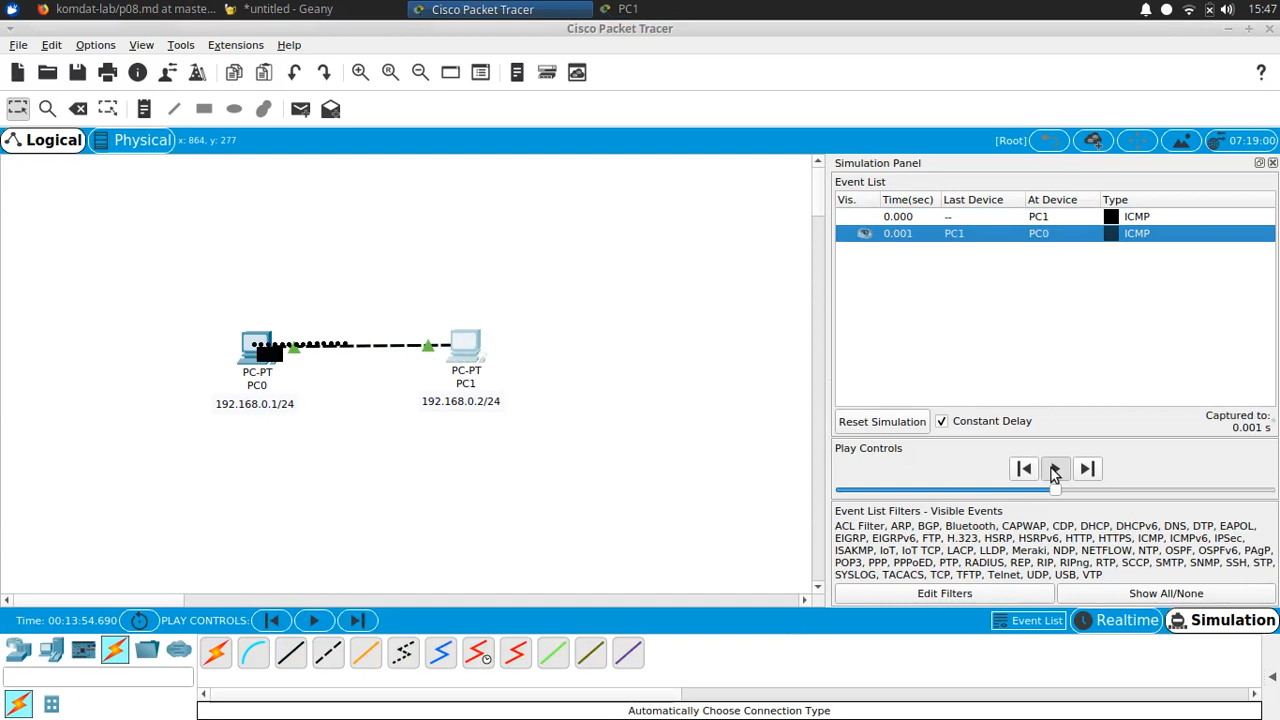 komdat-lab/p08.md at maste...
*untitled - Geany
Cisco Packet Tracer
PC1
15:47
Cisco Packet Tracer
File Edit Options View Tools Extensions Help
Logical
Physical
x: 864, y: 277
[Root]
07:19:00
Simulation Panel
Event List
Vis. Time(sec) Last Device At Device Type
0.000 -- PC1 ICMP
0.001 PC1 PC0 ICMP
PC-PT
PC0
192.168.0.1/24
PC-PT
PC1
192.168.0.2/24
Reset Simulation
Constant Delay
Captured to:
0.001 s
Play Controls
Event List Filters - Visible Events
ACL Filter, ARP, BGP, Bluetooth, CAPWAP, CDP, DHCP, DHCPv6, DNS, DTP, EAPOL,
EIGRP, EIGRPv6, FTP, H.323, HSRP, HSRPv6, HTTP, HTTPS, ICMP, ICMPv6, IPSec,
ISAKMP, IoT, IoT TCP, LACP, LLDP, Meraki, NDP, NETFLOW, NTP, OSPF, OSPFv6, PAgP,
POP3, PPP, PPPoED, PTP, RADIUS, REP, RIP, RIPng, RTP, SCCP, SMTP, SNMP, SSH, STP,
SYSLOG, TACACS, TCP, TFTP, Telnet, UDP, USB, VTP
Edit Filters
Show All/None
Time: 00:13:54.690
PLAY CONTROLS:
Event List
Realtime
Simulation
Automatically Choose Connection Type